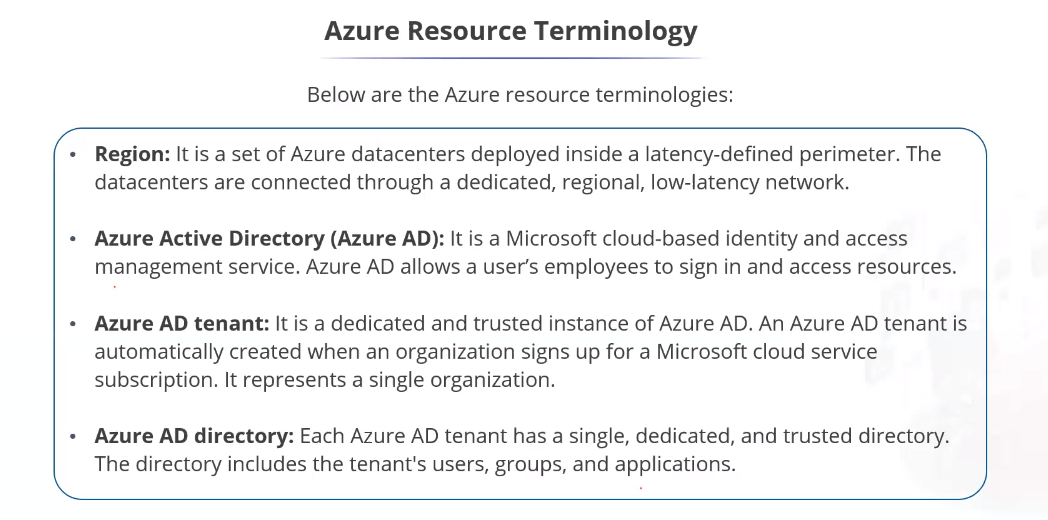 Azure Resource Terminology
Below are the Azure resource terminologies:
• Region: It is a set of Azure datacenters deployed inside a latency-defined perimeter. The
datacenters are connected through a dedicated, regional, low-latency network.
• Azure Active Directory (Azure AD): It is a Microsoft cloud-based identity and access
management service. Azure AD allows a user’s employees to sign in and access resources.
• Azure AD tenant: It is a dedicated and trusted instance of Azure AD. An Azure AD tenant is
automatically created when an organization signs up for a Microsoft cloud service
subscription. It represents a single organization.
• Azure AD directory: Each Azure AD tenant has a single, dedicated, and trusted directory.
The directory includes the tenant's users, groups, and applications.